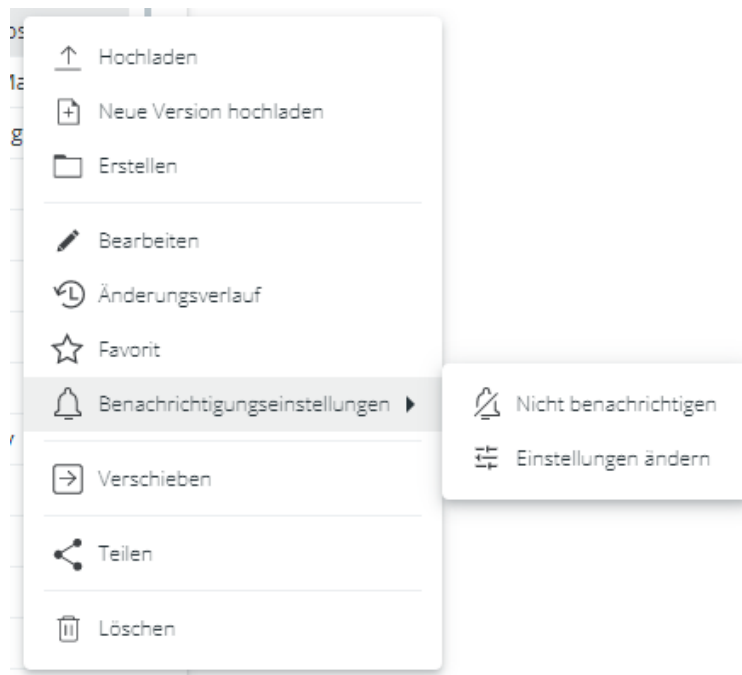 Hochladen
Neue Version hochladen
Erstellen
Bearbeiten
Änderungsverlauf
Favorit
Benachrichtigungseinstellungen
Nicht benachrichtigen
Einstellungen ändern
Verschieben
Teilen
Löschen